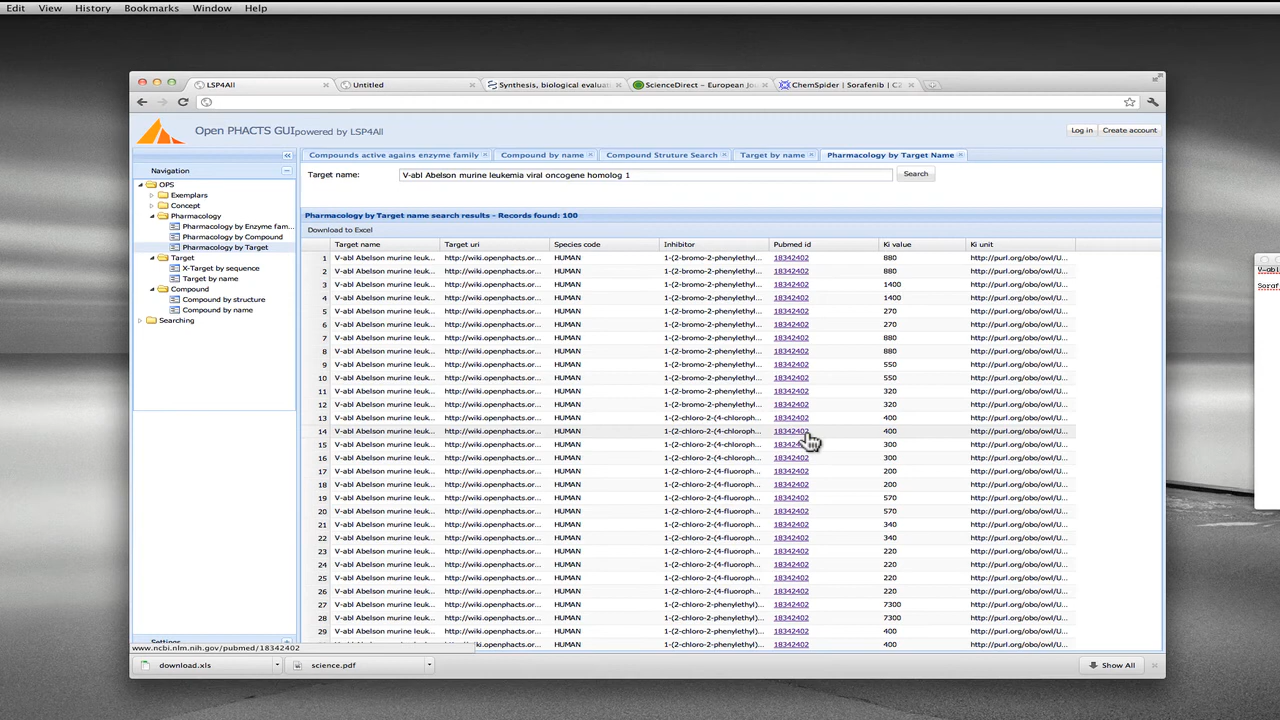 Edit View History Bookmarks Window Help
LSP4All Untitled Synthesis, biological evaluat ScienceDirect – European Jo ChemSpider | Sorafenib | C2
Open PHACTS GUI powered by LSP4All Log in Create account
Compounds active agains enzyme family Compound by name Compound Struture Search Target by name Pharmacology by Target Name
Navigation
OPS
Exemplars
Concept
Pharmacology
Pharmacology by Enzyme fam...
Pharmacology by Compound
Pharmacology by Target
Target
X-Target by sequence
Target by name
Compound
Compound by structure
Compound by name
Searching
Settings
Target name: V-abl Abelson murine leukemia viral oncogene homolog 1 Search
Pharmacology by Target name search results – Records found: 100
Download to Excel
Target name Target uri Species code Inhibitor Pubmed id Ki value Ki unit
1 V-abl Abelson murine leuk... http://wiki.openphacts.or... HUMAN 1-(2-bromo-2-phenylethyl... 18342402 880 http://purl.org/obo/owl/U...
2 V-abl Abelson murine leuk... http://wiki.openphacts.or... HUMAN 1-(2-bromo-2-phenylethyl... 18342402 880 http://purl.org/obo/owl/U...
3 V-abl Abelson murine leuk... http://wiki.openphacts.or... HUMAN 1-(2-bromo-2-phenylethyl... 18342402 1400 http://purl.org/obo/owl/U...
4 V-abl Abelson murine leuk... http://wiki.openphacts.or... HUMAN 1-(2-bromo-2-phenylethyl... 18342402 1400 http://purl.org/obo/owl/U...
5 V-abl Abelson murine leuk... http://wiki.openphacts.or... HUMAN 1-(2-bromo-2-phenylethyl... 18342402 270 http://purl.org/obo/owl/U...
6 V-abl Abelson murine leuk... http://wiki.openphacts.or... HUMAN 1-(2-bromo-2-phenylethyl... 18342402 270 http://purl.org/obo/owl/U...
7 V-abl Abelson murine leuk... http://wiki.openphacts.or... HUMAN 1-(2-bromo-2-phenylethyl... 18342402 880 http://purl.org/obo/owl/U...
8 V-abl Abelson murine leuk... http://wiki.openphacts.or... HUMAN 1-(2-bromo-2-phenylethyl... 18342402 880 http://purl.org/obo/owl/U...
9 V-abl Abelson murine leuk... http://wiki.openphacts.or... HUMAN 1-(2-bromo-2-phenylethyl... 18342402 550 http://purl.org/obo/owl/U...
10 V-abl Abelson murine leuk... http://wiki.openphacts.or... HUMAN 1-(2-bromo-2-phenylethyl... 18342402 550 http://purl.org/obo/owl/U...
11 V-abl Abelson murine leuk... http://wiki.openphacts.or... HUMAN 1-(2-bromo-2-phenylethyl... 18342402 320 http://purl.org/obo/owl/U...
12 V-abl Abelson murine leuk... http://wiki.openphacts.or... HUMAN 1-(2-bromo-2-phenylethyl... 18342402 320 http://purl.org/obo/owl/U...
13 V-abl Abelson murine leuk... http://wiki.openphacts.or... HUMAN 1-(2-chloro-2-(4-chloroph... 18342402 400 http://purl.org/obo/owl/U...
14 V-abl Abelson murine leuk... http://wiki.openphacts.or... HUMAN 1-(2-chloro-2-(4-chloroph... 18342402 400 http://purl.org/obo/owl/U...
15 V-abl Abelson murine leuk... http://wiki.openphacts.or... HUMAN 1-(2-chloro-2-(4-chloroph... 18342402 300 http://purl.org/obo/owl/U...
16 V-abl Abelson murine leuk... http://wiki.openphacts.or... HUMAN 1-(2-chloro-2-(4-chloroph... 18342402 300 http://purl.org/obo/owl/U...
17 V-abl Abelson murine leuk... http://wiki.openphacts.or... HUMAN 1-(2-chloro-2-(4-fluoroph... 18342402 200 http://purl.org/obo/owl/U...
18 V-abl Abelson murine leuk... http://wiki.openphacts.or... HUMAN 1-(2-chloro-2-(4-fluoroph... 18342402 200 http://purl.org/obo/owl/U...
19 V-abl Abelson murine leuk... http://wiki.openphacts.or... HUMAN 1-(2-chloro-2-(4-fluoroph... 18342402 570 http://purl.org/obo/owl/U...
20 V-abl Abelson murine leuk... http://wiki.openphacts.or... HUMAN 1-(2-chloro-2-(4-fluoroph... 18342402 570 http://purl.org/obo/owl/U...
21 V-abl Abelson murine leuk... http://wiki.openphacts.or... HUMAN 1-(2-chloro-2-(4-fluoroph... 18342402 340 http://purl.org/obo/owl/U...
22 V-abl Abelson murine leuk... http://wiki.openphacts.or... HUMAN 1-(2-chloro-2-(4-fluoroph... 18342402 340 http://purl.org/obo/owl/U...
23 V-abl Abelson murine leuk... http://wiki.openphacts.or... HUMAN 1-(2-chloro-2-(4-fluoroph... 18342402 220 http://purl.org/obo/owl/U...
24 V-abl Abelson murine leuk... http://wiki.openphacts.or... HUMAN 1-(2-chloro-2-(4-fluoroph... 18342402 220 http://purl.org/obo/owl/U...
25 V-abl Abelson murine leuk... http://wiki.openphacts.or... HUMAN 1-(2-chloro-2-(4-fluoroph... 18342402 220 http://purl.org/obo/owl/U...
26 V-abl Abelson murine leuk... http://wiki.openphacts.or... HUMAN 1-(2-chloro-2-(4-fluoroph... 18342402 220 http://purl.org/obo/owl/U...
27 V-abl Abelson murine leuk... http://wiki.openphacts.or... HUMAN 1-(2-chloro-2-phenylethyl)... 18342402 7300 http://purl.org/obo/owl/U...
28 V-abl Abelson murine leuk... http://wiki.openphacts.or... HUMAN 1-(2-chloro-2-phenylethyl)... 18342402 7300 http://purl.org/obo/owl/U...
29 V-abl Abelson murine leuk... http://wiki.openphacts.or... HUMAN 1-(2-chloro-2-phenylethyl)... 18342402 400 http://purl.org/obo/owl/U...
V-abl Abelson murine leuk... http://wiki.openphacts.or... HUMAN 1-(2-chloro-2-phenylethyl)... 18342402 400 http://purl.org/obo/owl/U...
www.ncbi.nlm.nih.gov/pubmed/18342402
download.xls science.pdf Show All
V-abl
Soraf